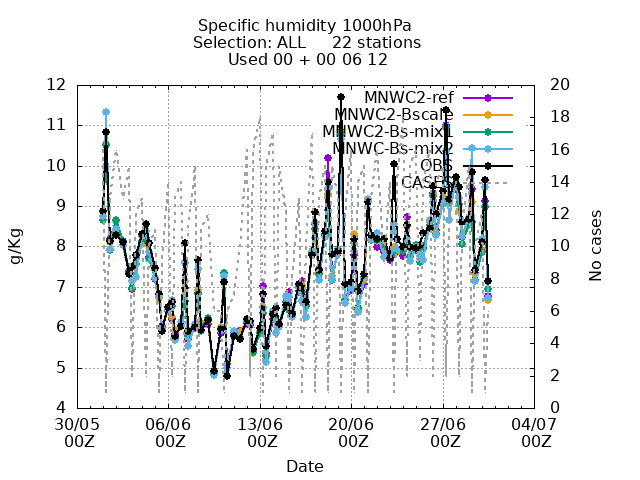 Specific humidity 1000hPa
Selection: ALL     22 stations
Used 00 + 00 06 12
MNWC2-ref
MNWC2-Bscale
MNWC2-Bs-mix1
MNWC-Bs-mix2
OBS
CASES
g/Kg
12
11
10
9
8
7
6
5
4
20
18
16
14
12
10
8
6
4
2
0
No cases
30/05 06/06 13/06 20/06 27/06 04/07
00Z 00Z 00Z 00Z 00Z 00Z
Date